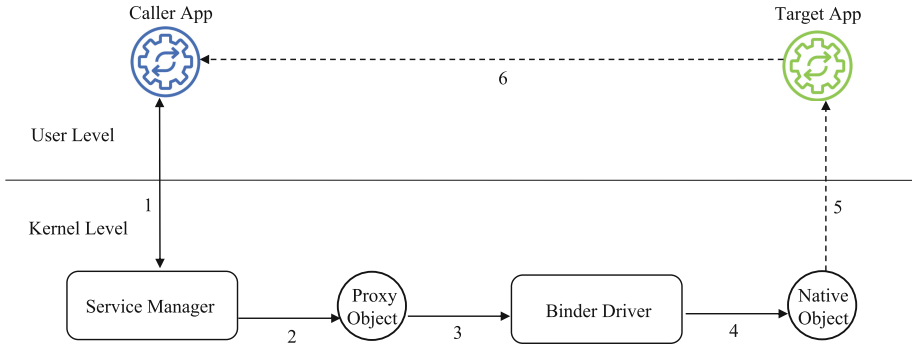 Caller App
Target App
6
User Level
1
5
Kernel Level
Service Manager
2
Proxy
Object
3
Binder Driver
4
Native
Object